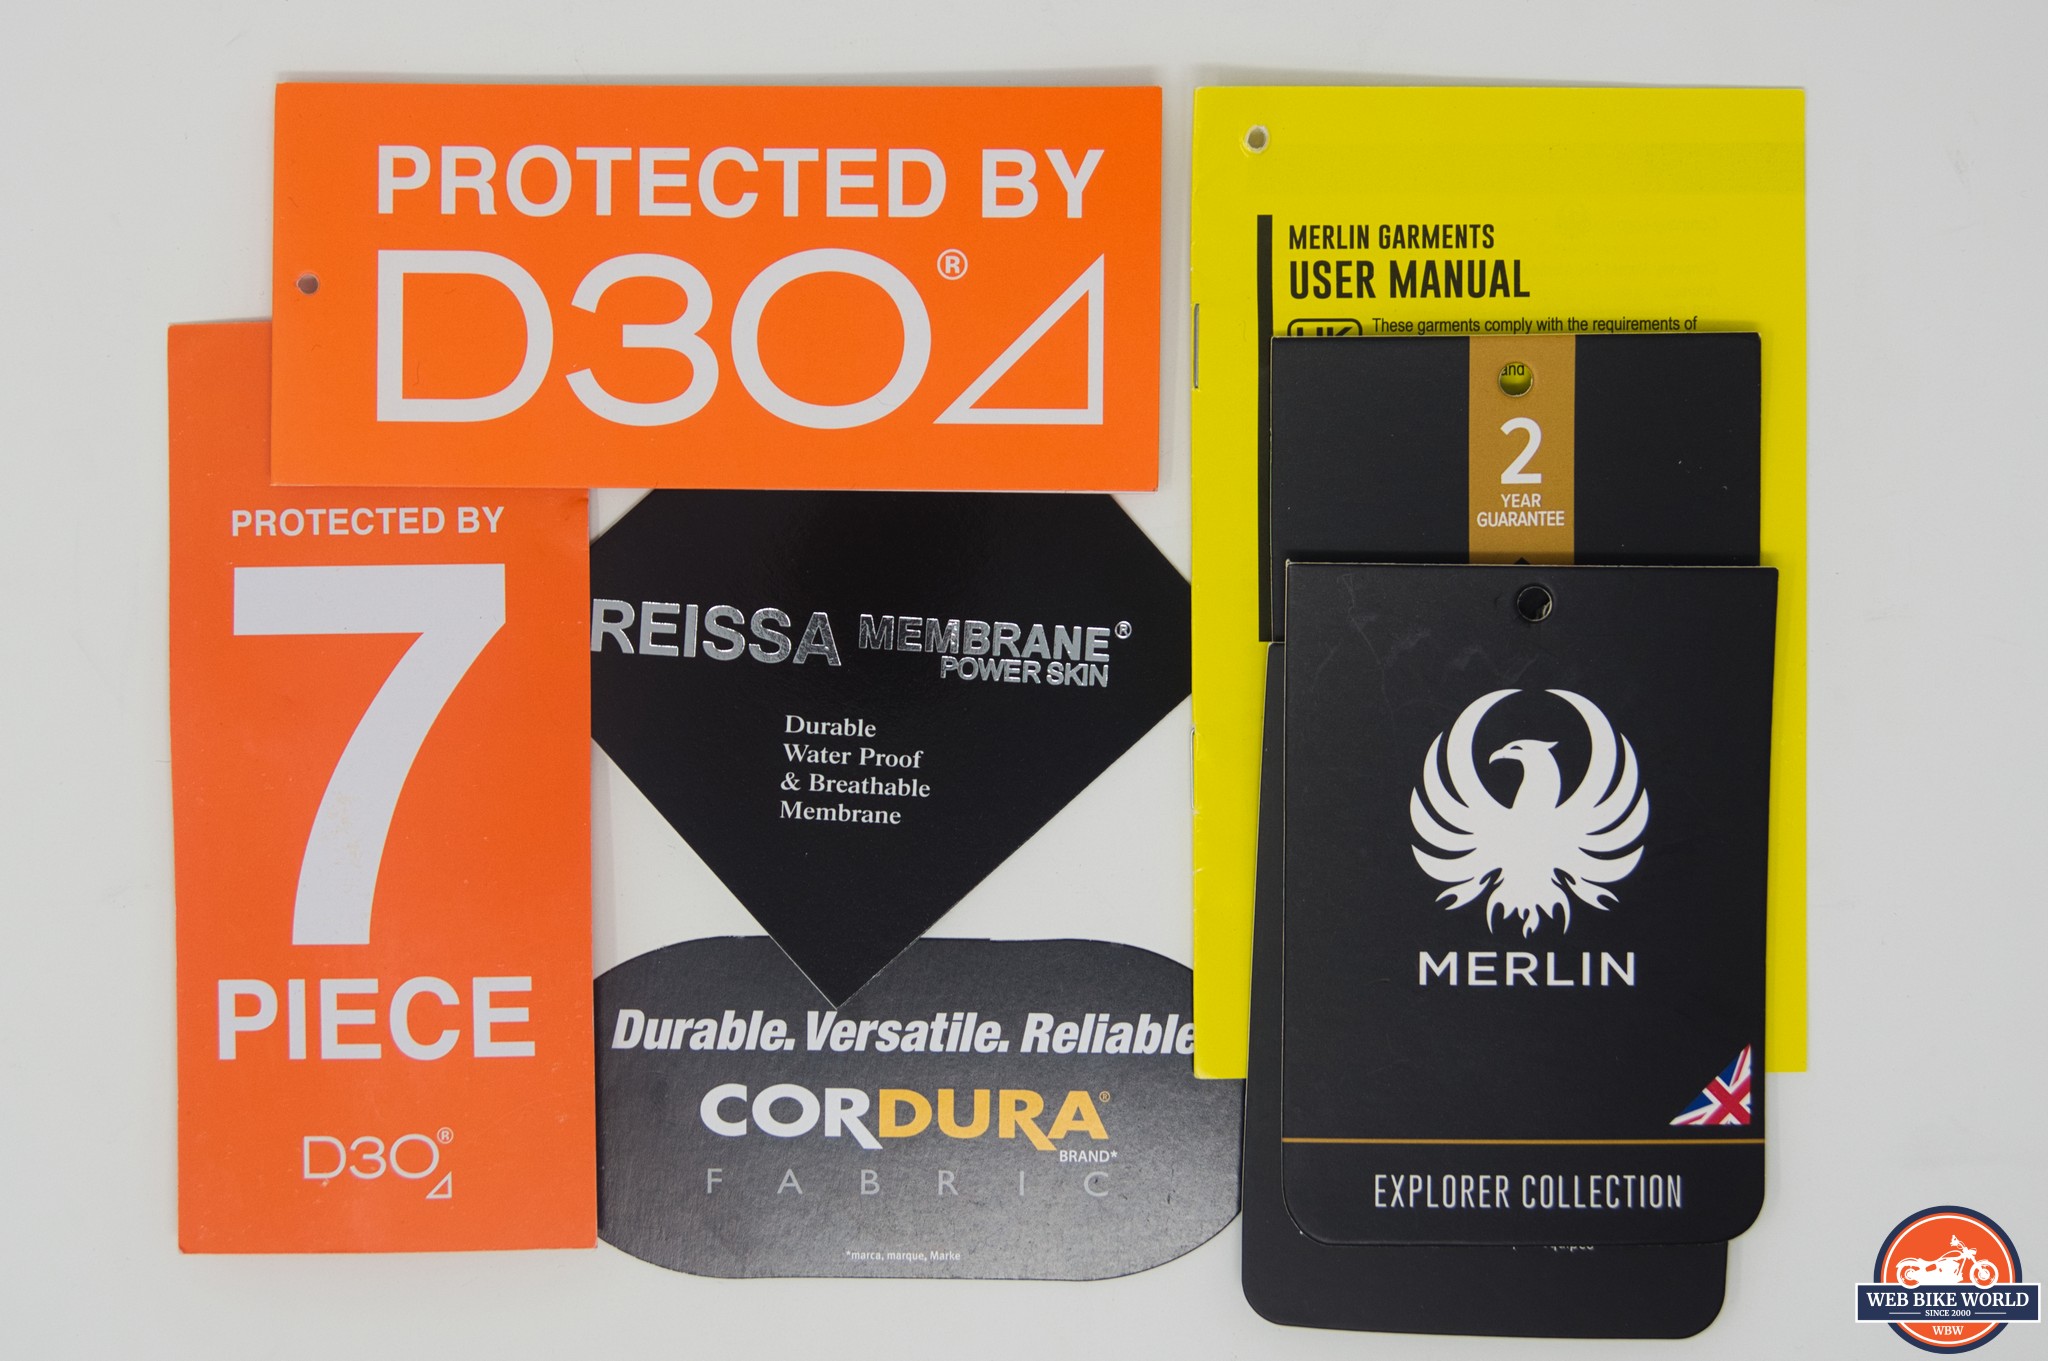 PROTECTED BY
D3O®
PROTECTED BY
7
PIECE
D3O®
REISSA MEMBRANE®
POWER SKIN
Durable
Water Proof
& Breathable
Membrane
Durable. Versatile. Reliable
CORDURA®
BRAND*
FABRIC
*marca, marque, Marke
MERLIN GARMENTS
USER MANUAL
UK
These garments comply with the requirements of
and
2
YEAR
GUARANTEE
MERLIN
EXPLORER COLLECTION
WEB BIKE WORLD
SINCE 2000
WBW